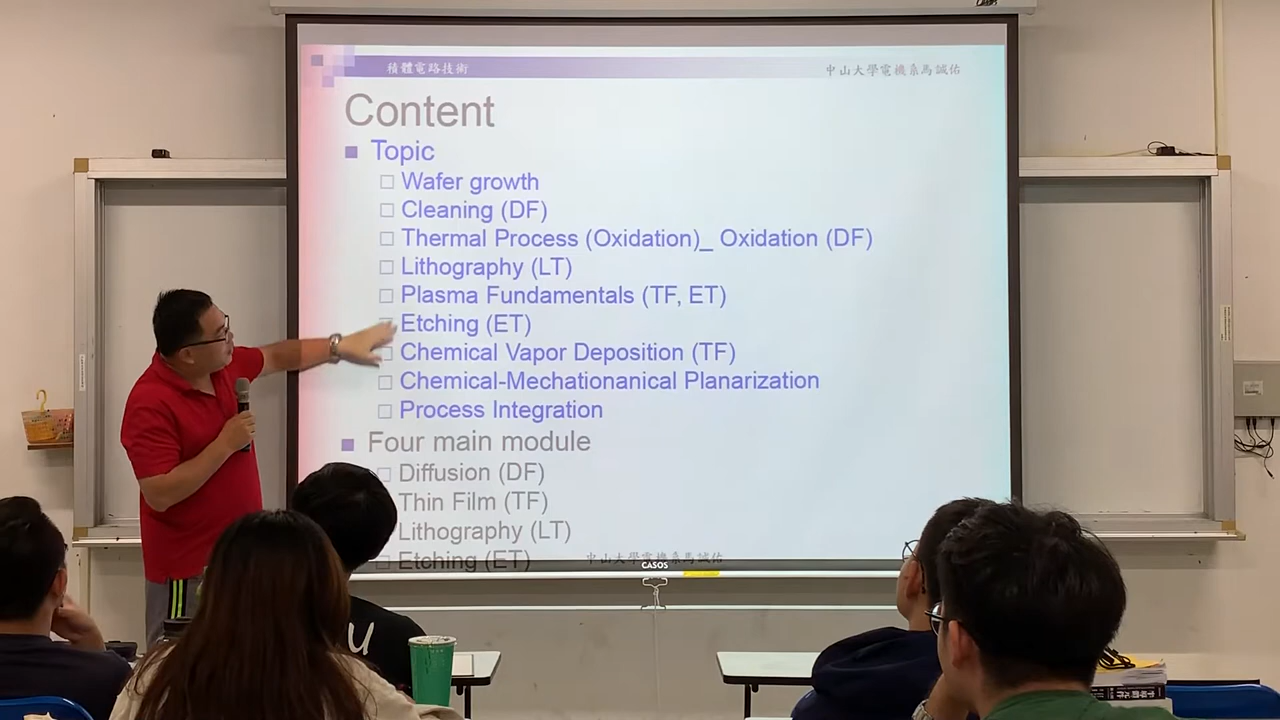 積體電路技術
中山大學電機系馬誠佑
Content
Topic
Wafer growth
Cleaning (DF)
Thermal Process (Oxidation)_ Oxidation (DF)
Lithography (LT)
Plasma Fundamentals (TF, ET)
Etching (ET)
Chemical Vapor Deposition (TF)
Chemical-Mechationanical Planarization
Process Integration
Four main module
Diffusion (DF)
Thin Film (TF)
Lithography (LT)
Etching (ET)
中山大學電機系馬誠佑
CASOS
U